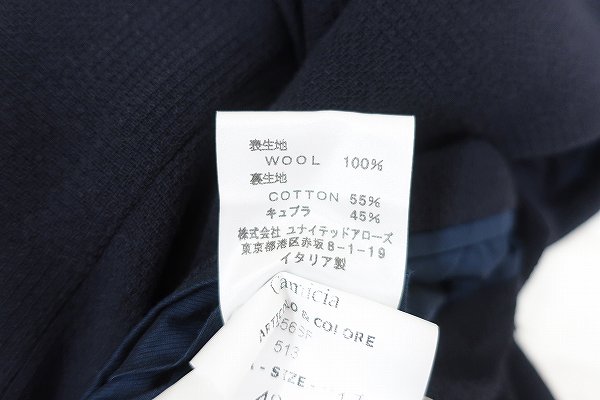 表生地
WOOL 100%
裏生地
COTTON 55%
キュプラ 45%
株式会社 ユナイテッドアローズ
東京都港区赤坂8-1-19
イタリア製
Camicia
& COLORE
513
- SIZE -